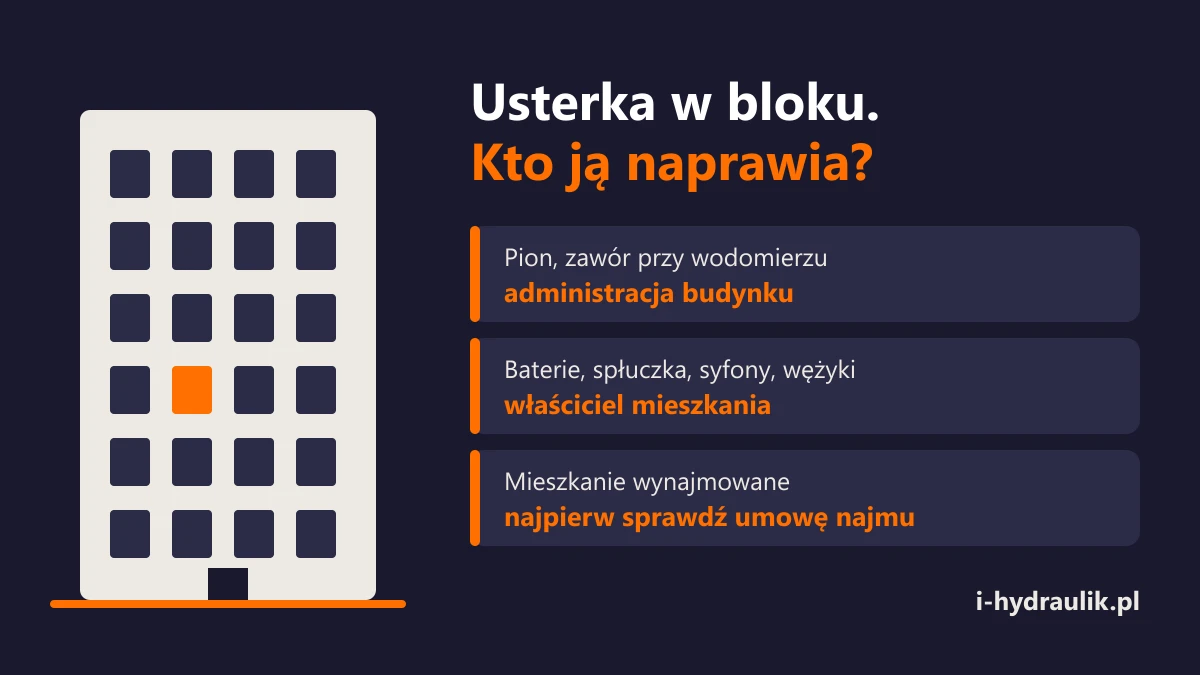 Usterka w bloku.
Kto ją naprawia?
Pion, zawór przy wodomierzu
administracja budynku
Baterie, spłuczka, syfony, wężyki
właściciel mieszkania
Mieszkanie wynajmowane
najpierw sprawdź umowę najmu
i-hydraulik.pl